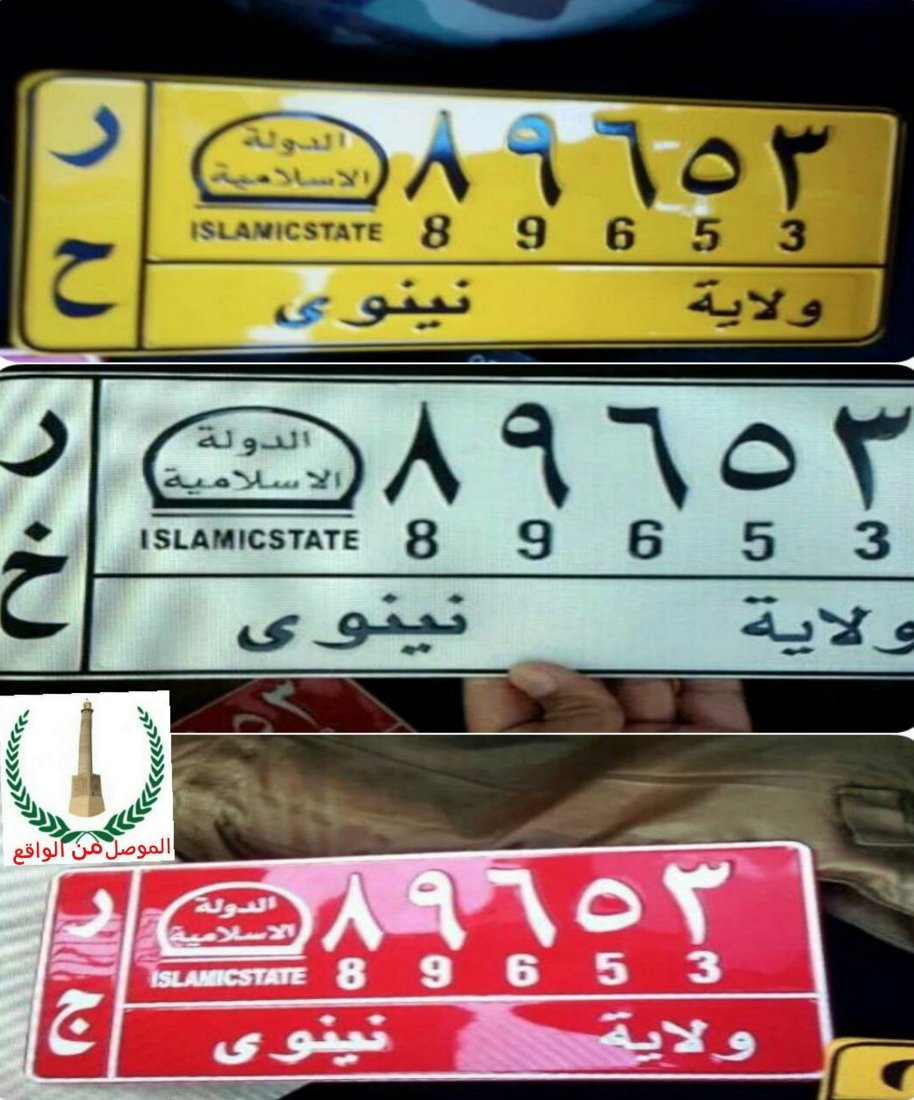 ر
ح
الدولة
الاسلامية
ISLAMICSTATE
٨٩٦٥٣
8 9 6 5 3
ولاية نينوى
ر
خ
الدولة
الاسلامية
ISLAMICSTATE
٨٩٦٥٣
8 9 6 5 3
ولاية نينوى
الموصل من الواقع
ر
ج
الدولة
الاسلامية
ISLAMICSTATE
٨٩٦٥٣
8 9 6 5 3
ولاية نينوى